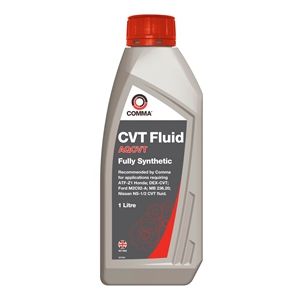 COMMA
CVT Fluid
AQCVT
Fully Synthetic
Recommended by Comma
for applications requiring
ATF-Z1 Honda; DEX-CVT;
Ford M2C92-A; MB 236.20;
Nissan NS-1/2 CVT fluid.
1 Litre